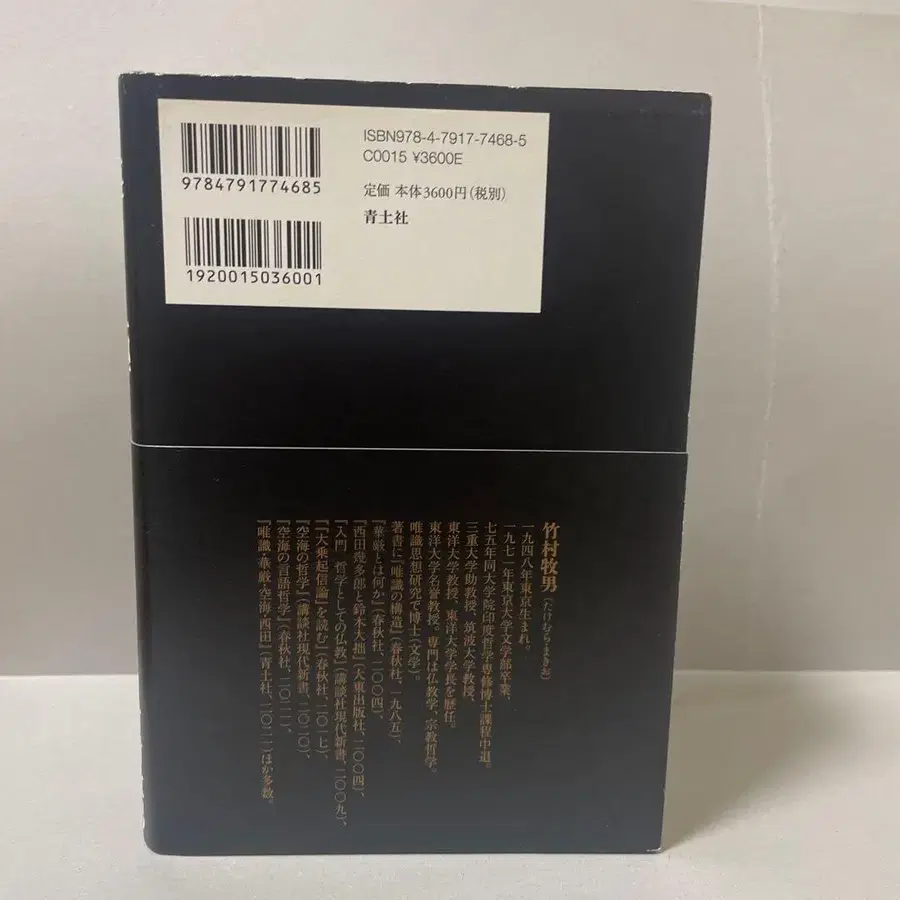 ISBN978-4-7917-7468-5
C0015 ¥3600E
9784791774685
定価 本体3600円(税別)
青土社
1920015036001
竹村牧男(たけむらまきお)
一九四八年東京生まれ。
一九七一年東京大学文学部卒業、
七五年同大学院印度哲学専修博士課程中退。
三重大学助教授、筑波大学教授、
東洋大学教授、東洋大学学長を歴任。
東洋大学名誉教授。専門は仏教学、宗教哲学。
唯識思想研究で博士(文学)。
著書に『唯識の構造』(春秋社、一九八五)、
『華厳とは何か』(春秋社、二〇〇四)、
『西田幾多郎と鈴木大拙』(大東出版社、二〇〇四)、
『入門 哲学としての仏教』(講談社現代新書、二〇〇九)、
『『大乗起信論』を読む』(春秋社、二〇一七)、
『空海の哲学』(講談社現代新書、二〇二〇)、
『空海の言語哲学』(春秋社、二〇二一)、
『唯識・華厳・空海・西田』(青土社、二〇二一)ほか多数。